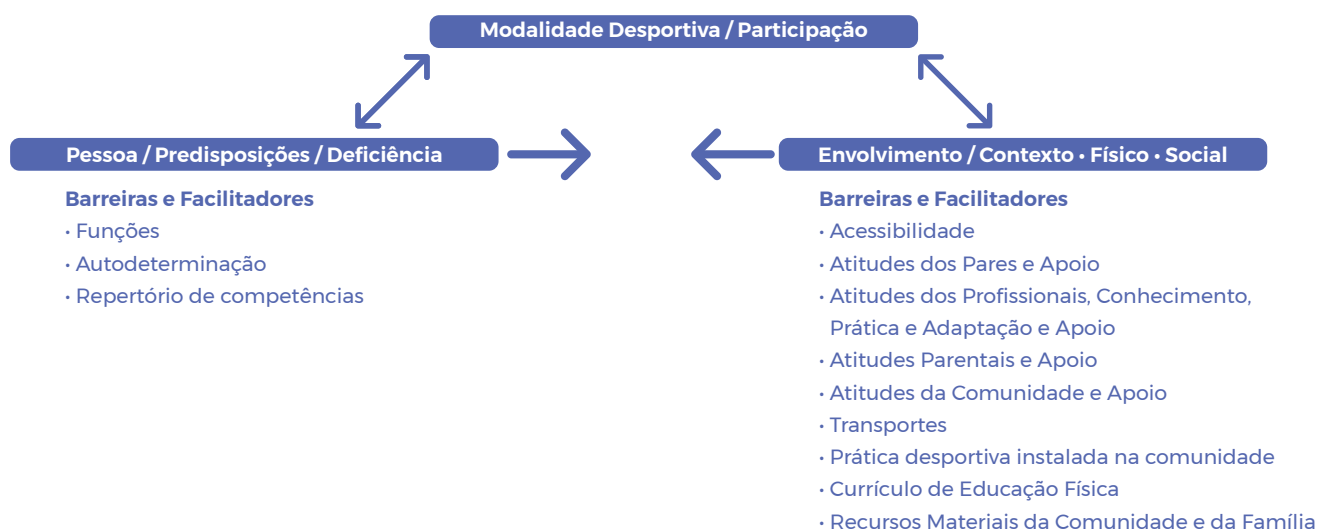 Modalidade Desportiva / Participação
Pessoa / Predisposições / Deficiência
Barreiras e Facilitadores
• Funções
• Autodeterminação
• Repertório de competências
Envolvimento / Contexto • Físico • Social
Barreiras e Facilitadores
• Acessibilidade
• Atitudes dos Pares e Apoio
• Atitudes dos Profissionais, Conhecimento,
Prática e Adaptação e Apoio
• Atitudes Parentais e Apoio
• Atitudes da Comunidade e Apoio
• Transportes
• Prática desportiva instalada na comunidade
• Currículo de Educação Física
• Recursos Materiais da Comunidade e da Família